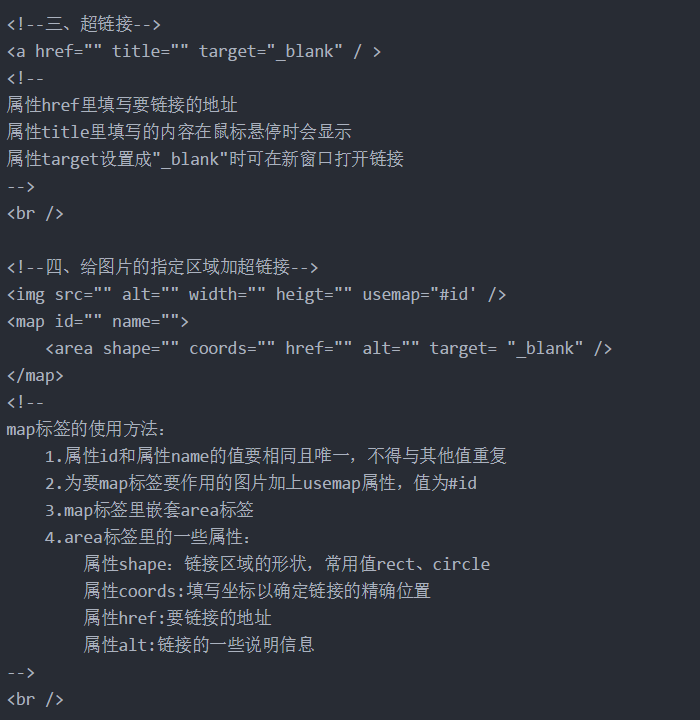 <!--三、超链接-->
<a href="" title="" target="_blank" / >
<!--
属性href里填写要链接的地址
属性title里填写的内容在鼠标悬停时会显示
属性target设置成"_blank"时可在新窗口打开链接
-->
<br />
<!--四、给图片的指定区域加超链接-->
<img src="" alt="" width="" heigt="" usemap="#id' />
<map id="" name="">
    <area shape="" coords="" href="" alt="" target= "_blank" />
</map>
<!--
map标签的使用方法：
    1.属性id和属性name的值要相同且唯一，不得与其他值重复
    2.为要map标签要作用的图片加上usemap属性，值为#id
    3.map标签里嵌套area标签
    4.area标签里的一些属性：
        属性shape：链接区域的形状，常用值rect、circle
        属性coords:填写坐标以确定链接的精确位置
        属性href:要链接的地址
        属性alt:链接的一些说明信息
-->
<br />